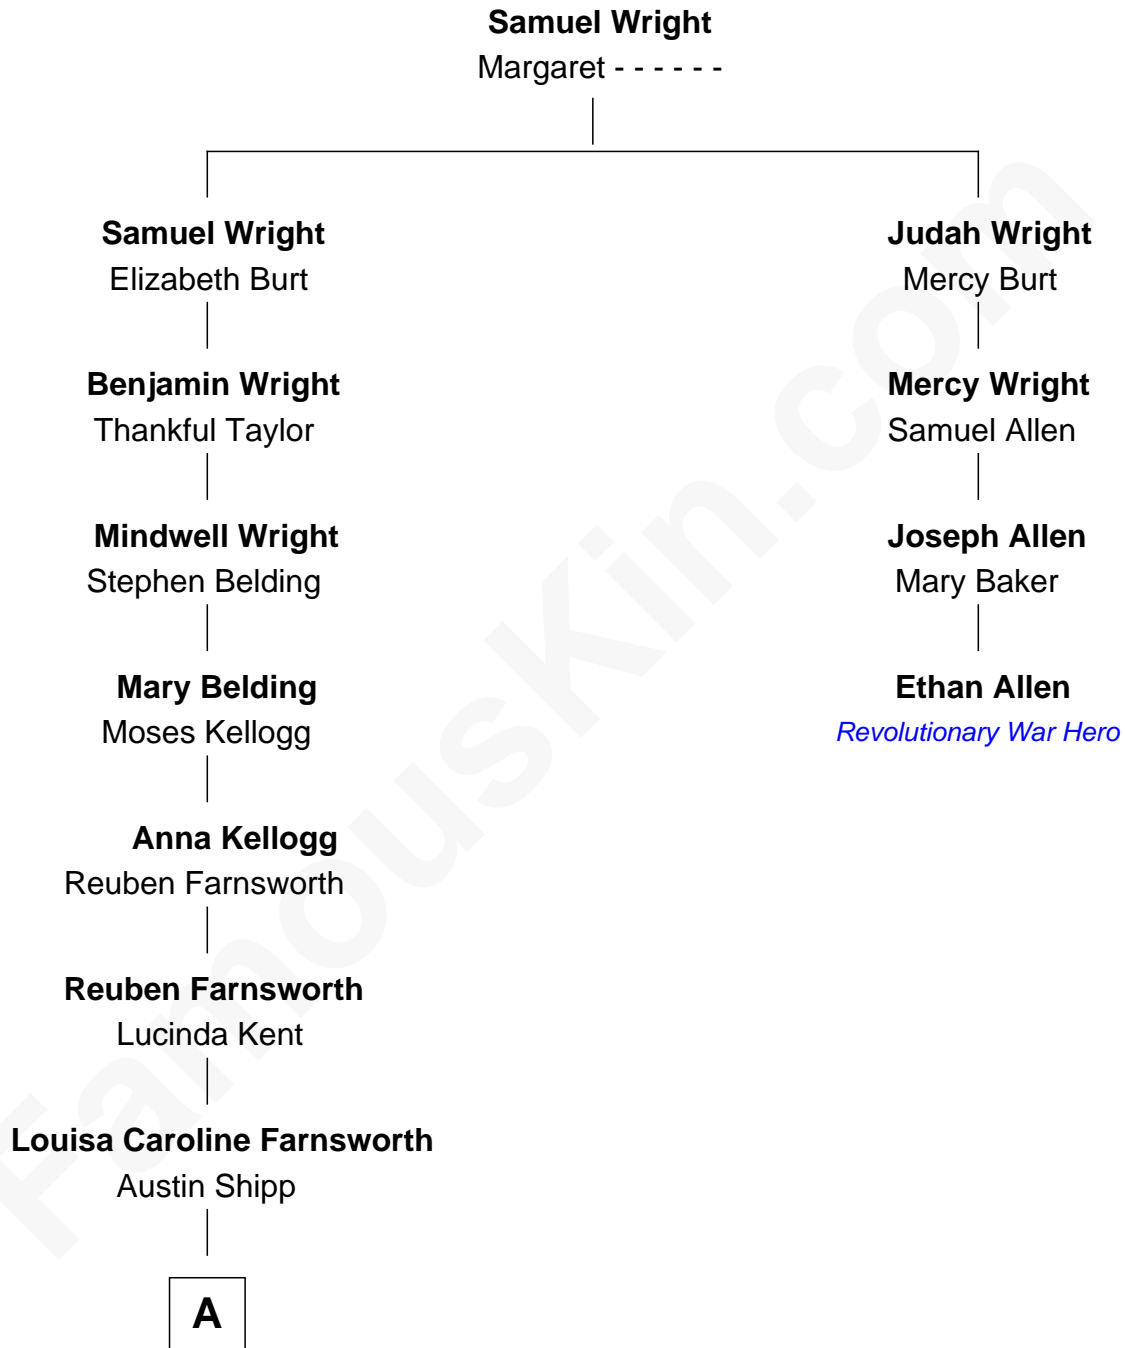 Samuel Wright
Margaret - - - - - -
Samuel Wright
Elizabeth Burt
Judah Wright
Mercy Burt
Benjamin Wright
Thankful Taylor
Mercy Wright
Samuel Allen
Mindwell Wright
Stephen Belding
Joseph Allen
Mary Baker
Mary Belding
Moses Kellogg
Ethan Allen
Revolutionary War Hero
Anna Kellogg
Reuben Farnsworth
Reuben Farnsworth
Lucinda Kent
Louisa Caroline Farnsworth
Austin Shipp
A
FamousKin.com